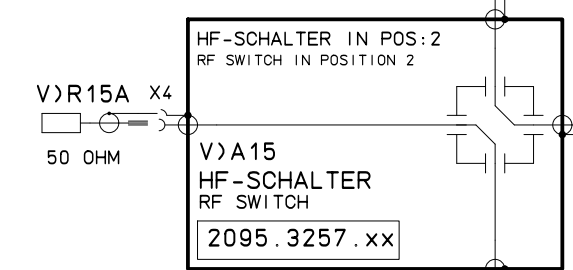 HF-SCHALTER IN POS:2
RF SWITCH IN POSITION 2
V)R15A X4
50 OHM
V)A15
HF-SCHALTER
RF SWITCH
2095.3257.xx